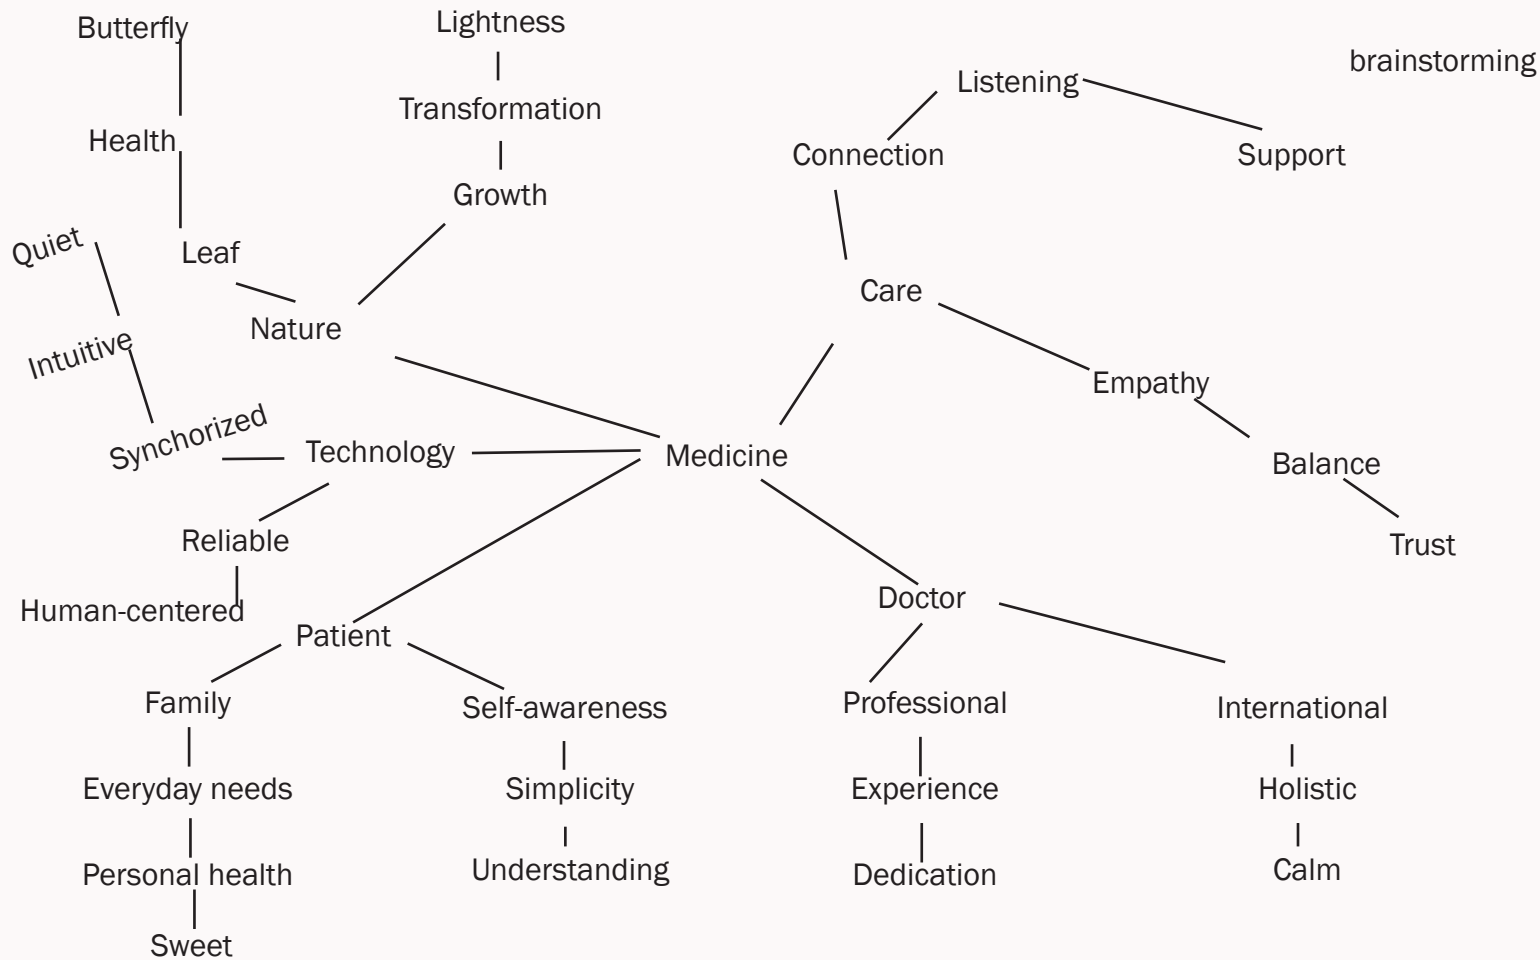 Butterfly
Lightness
brainstorming
Listening
Transformation
Health
Connection
Support
Growth
Quiet
Leaf
Care
Nature
Intuitive
Empathy
Synchorized
Technology
Medicine
Balance
Reliable
Trust
Human-centered
Doctor
Patient
Family
Self-awareness
Professional
International
Everyday needs
Simplicity
Experience
Holistic
Personal health
Understanding
Dedication
Calm
Sweet